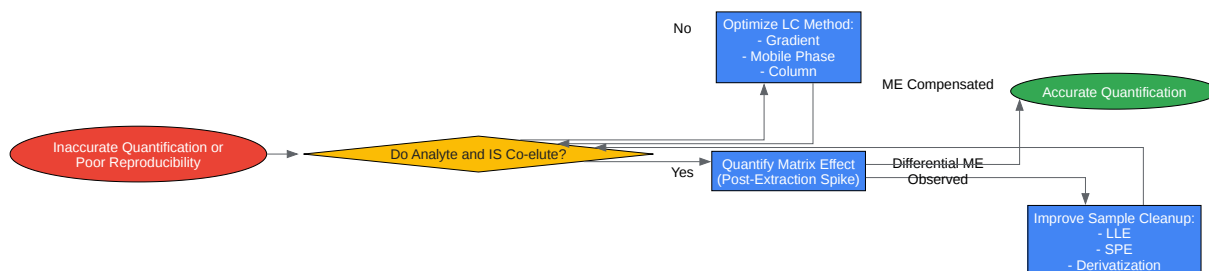 No
Optimize LC Method:
- Gradient
- Mobile Phase
- Column
ME Compensated
Accurate Quantification
Inaccurate Quantification or
Poor Reproducibility
Do Analyte and IS Co-elute?
Yes
Quantify Matrix Effect
(Post-Extraction Spike)
Differential ME
Observed
Improve Sample Cleanup:
- LLE
- SPE
- Derivatization